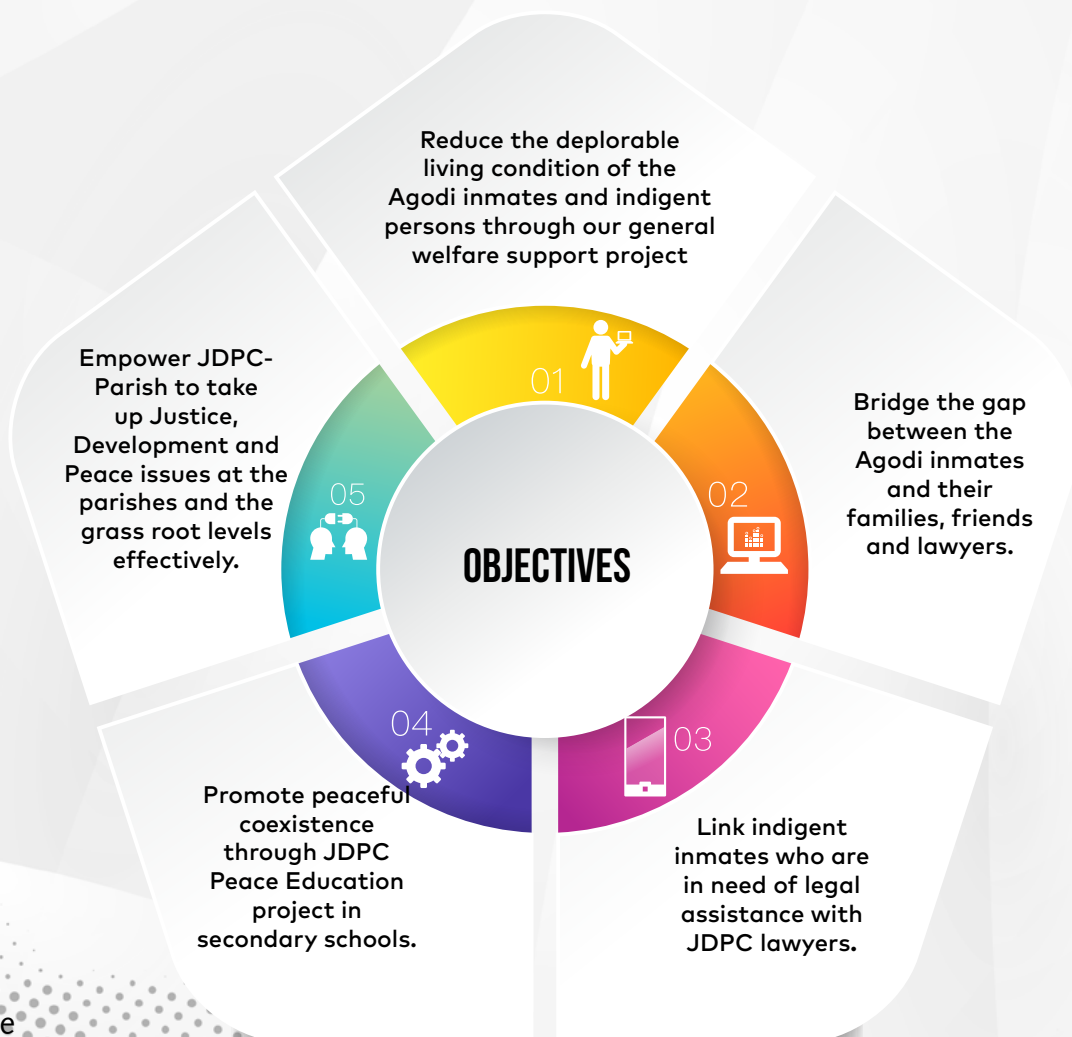 Reduce the deplorable
living condition of the
Agodi inmates and indigent
persons through our general
welfare support project
01
Bridge the gap
between the
Agodi inmates
and their
families, friends
and lawyers.
02
Link indigent
inmates who are
in need of legal
assistance with
JDPC lawyers.
03
Promote peaceful
coexistence
through JDPC
Peace Education
project in
secondary schools.
04
Empower JDPC-
Parish to take
up Justice,
Development and
Peace issues at the
parishes and the
grass root levels
effectively.
05
OBJECTIVES
e